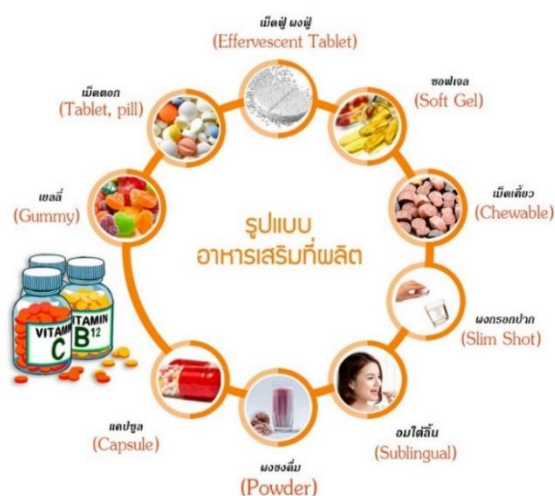 เม็ดฟู่ ผงฟู่
(Effervescent Tablet)
ซอฟเจล
(Soft Gel)
เม็ดเคี้ยว
(Chewable)
ผงกรอกปาก
(Slim Shot)
อมใต้ลิ้น
(Sublingual)
ผงชงดื่ม
(Powder)
แคปซูล
(Capsule)
เยลลี่
(Gummy)
เม็ดตอก
(Tablet, pill)
รูปแบบ
อาหารเสริมที่ผลิต
VITAMIN
C
VITAMIN
B12